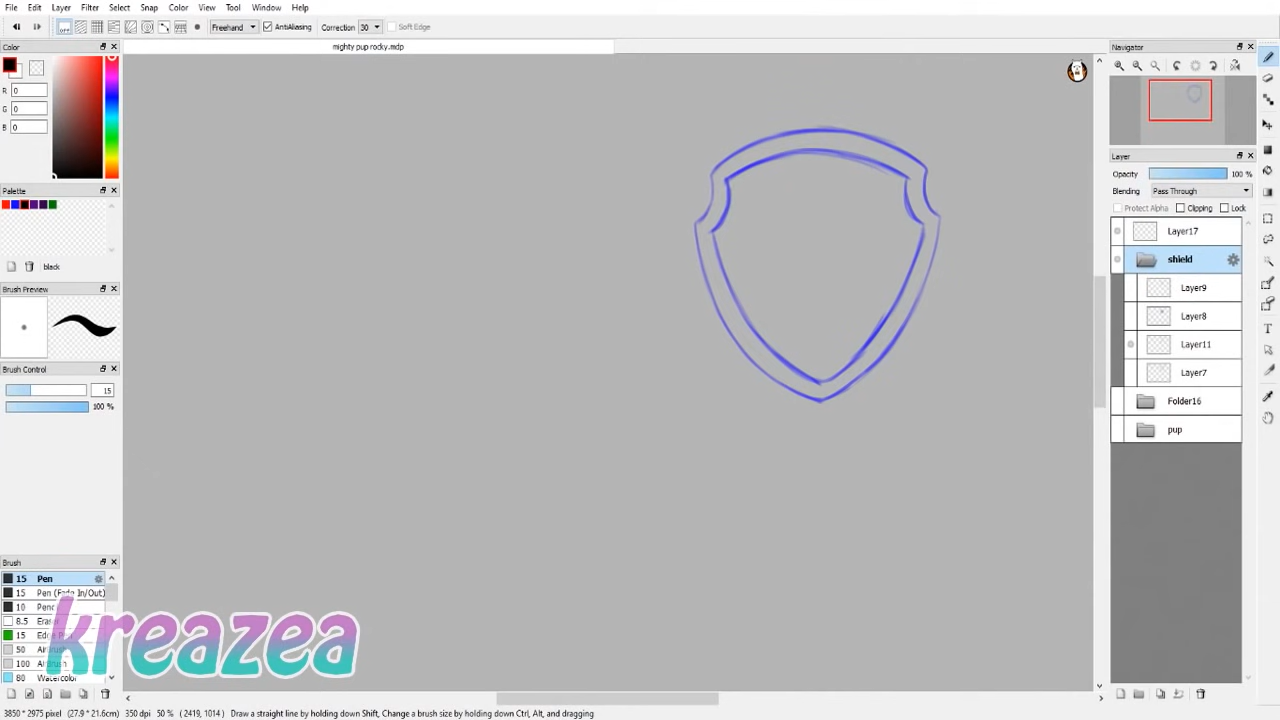 File Edit Layer Filter Select Snap Color View Tool Window Help
OFF Freehand AntiAliasing Correction 30 Soft Edge
Color mighty pup rocky.mdp Navigator
R 0
G 0
B 0
Layer
Opacity 100 %
Blending Pass Through
Protect Alpha Clipping Lock
Palette
black
Layer17
shield
Layer9
Layer8
Layer11
Layer7
Folder16
pup
Brush Preview
Brush Control
15
100 %
Brush
15 Pen
15 Pen (Fade In/Out)
10
8.5
15
50
100
80 Watercolor
kreazea
3850 * 2975 pixel (27.9 * 21.6cm) 350 dpi 50 % ( 2419, 1014 ) Draw a straight line by holding down Shift, Change a brush size by holding down Ctrl, Alt, and dragging